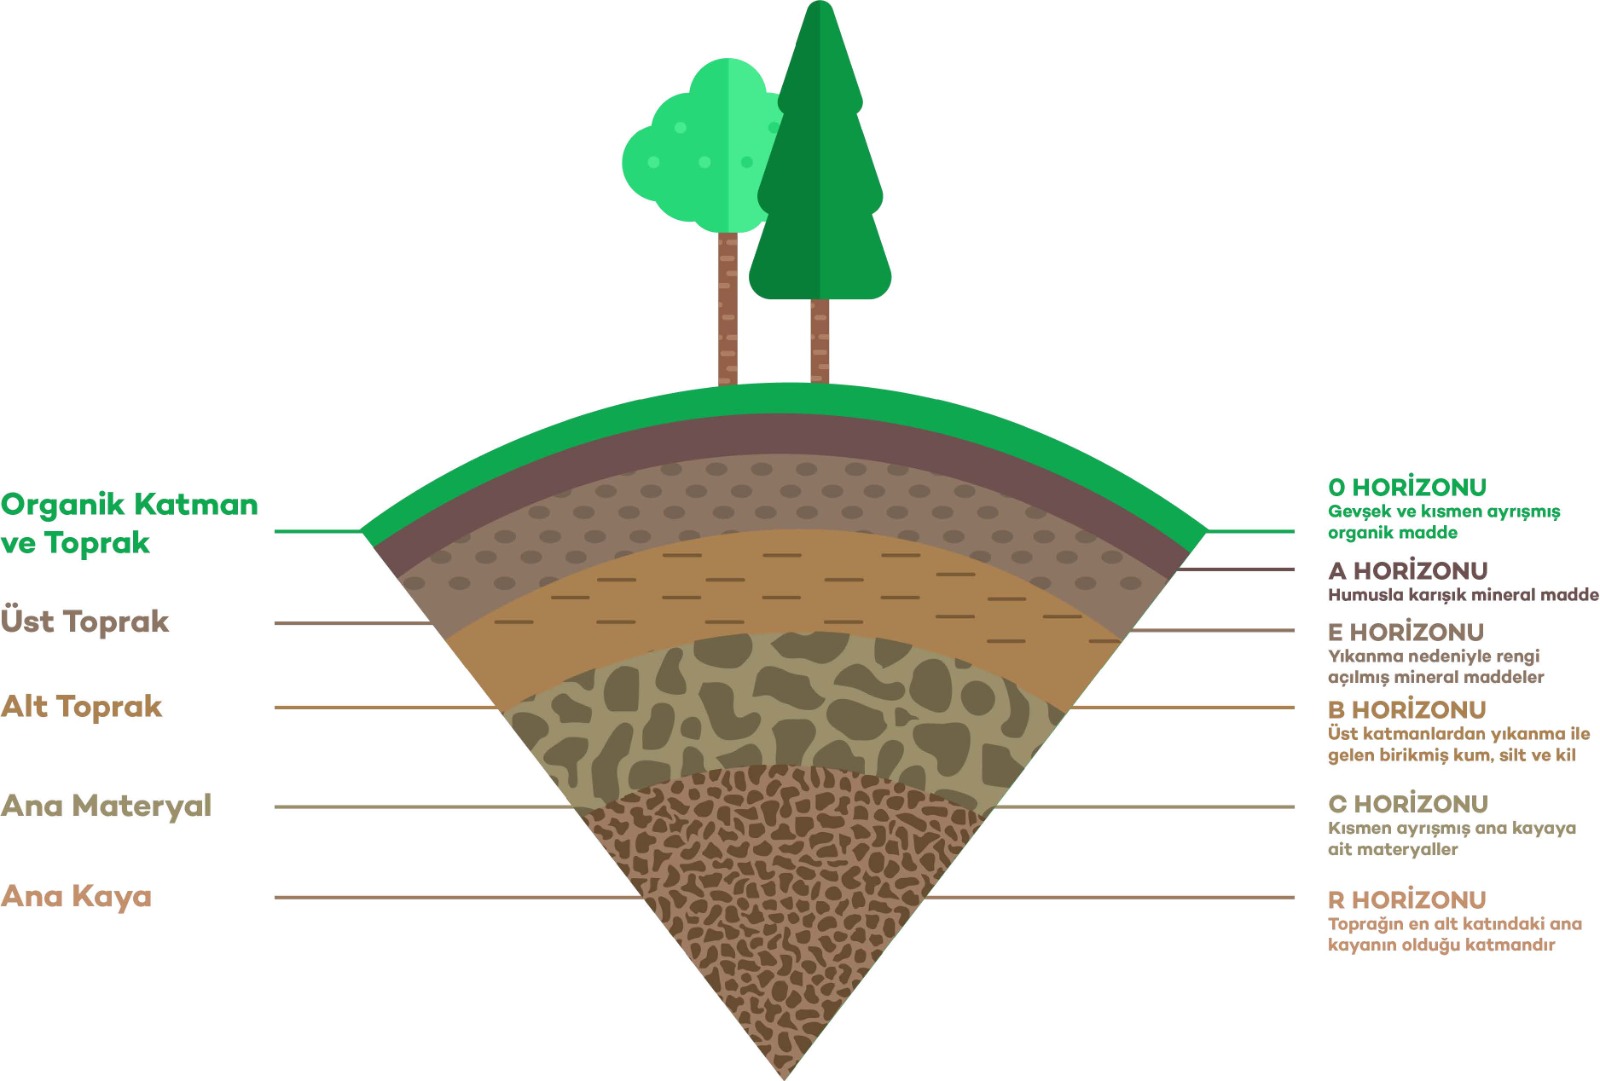 Organik Katman
ve Toprak
Üst Toprak
Alt Toprak
Ana Materyal
Ana Kaya
0 HORİZONU
Gevşek ve kısmen ayrışmış
organik madde
A HORİZONU
Humusla karışık mineral madde
E HORİZONU
Yıkanma nedeniyle rengi
açılmış mineral maddeler
B HORİZONU
Üst katmanlardan yıkanma ile
gelen birikmiş kum, silt ve kil
C HORİZONU
Kısmen ayrışmış ana kayaya
ait materyaller
R HORİZONU
Toprağın en alt katındaki ana
kayanın olduğu katmandır